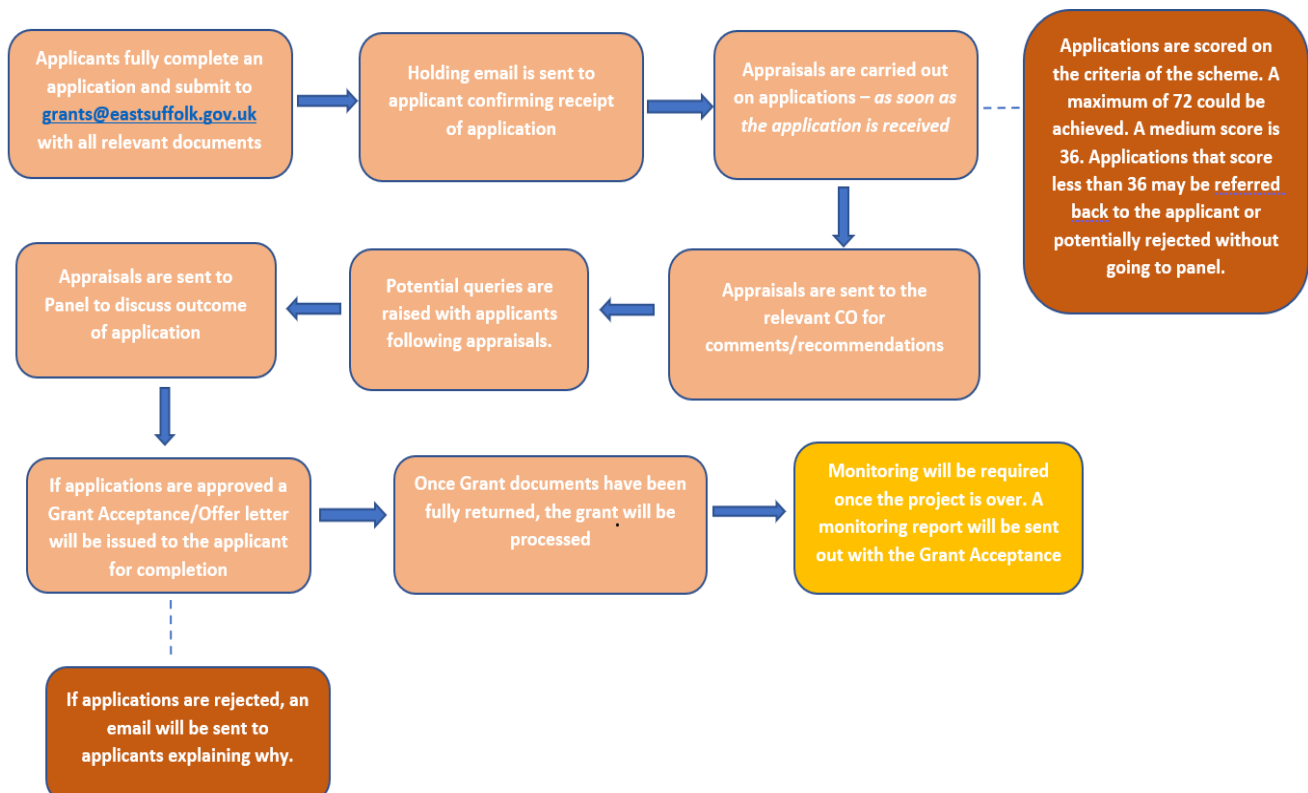 Applicants fully complete an
application and submit to
grants@eastsuffolk.gov.uk
with all relevant documents
Holding email is sent to
applicant confirming receipt
of application
Appraisals are carried out
on applications – as soon as
the application is received
Applications are scored on
the criteria of the scheme. A
maximum of 72 could be
achieved. A medium score is
36. Applications that score
less than 36 may be referred
back to the applicant or
potentially rejected without
going to panel.
Appraisals are sent to the
relevant CO for
comments/recommendations
Potential queries are
raised with applicants
following appraisals.
Appraisals are sent to
Panel to discuss outcome
of application
If applications are approved a
Grant Acceptance/Offer letter
will be issued to the applicant
for completion
Once Grant documents have been
fully returned, the grant will be
processed
Monitoring will be required
once the project is over. A
monitoring report will be sent
out with the Grant Acceptance
If applications are rejected, an
email will be sent to
applicants explaining why.